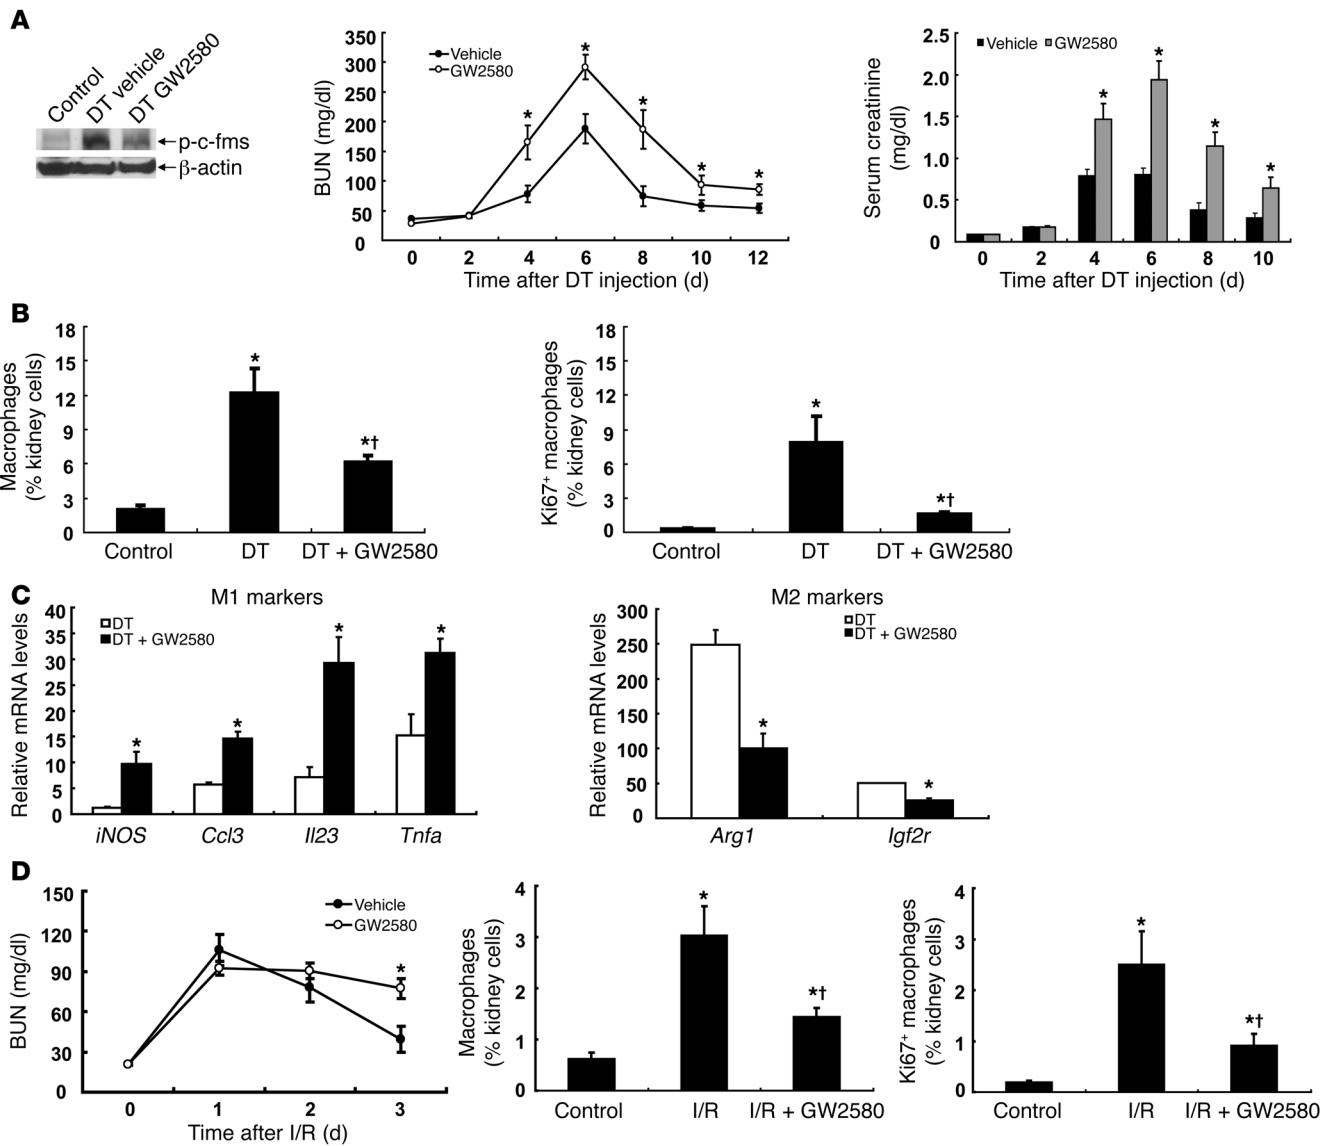 A
Control
DT vehicle
DT GW2580
p-c-fms
β-actin
BUN (mg/dl)
350
300
250
200
150
100
50
0
Vehicle
GW2580
*
*
*
*
*
0 2 4 6 8 10 12
Time after DT injection (d)
Serum creatinine
(mg/dl)
2.5
2.0
1.5
1.0
0.5
0
Vehicle GW2580
*
*
*
*
0 2 4 6 8 10
Time after DT injection (d)
B
Macrophages
(% kidney cells)
18
15
12
9
6
3
0
*
*†
Control DT DT + GW2580
Ki67+ macrophages
(% kidney cells)
18
15
12
9
6
3
0
*
*†
Control DT DT + GW2580
C
M1 markers
Relative mRNA levels
40
35
30
25
20
15
10
5
0
DT
DT + GW2580
*
*
*
*
iNOS Ccl3 Il23 Tnfa
M2 markers
Relative mRNA levels
300
250
200
150
100
50
0
DT
DT + GW2580
*
*
Arg1 Igf2r
D
BUN (mg/dl)
150
120
90
60
30
0
Vehicle
GW2580
*
0 1 2 3
Time after I/R (d)
Macrophages
(% kidney cells)
4
3
2
1
0
*
*†
Control I/R I/R + GW2580
Ki67+ macrophages
(% kidney cells)
4
3
2
1
0
*
*†
Control I/R I/R + GW2580